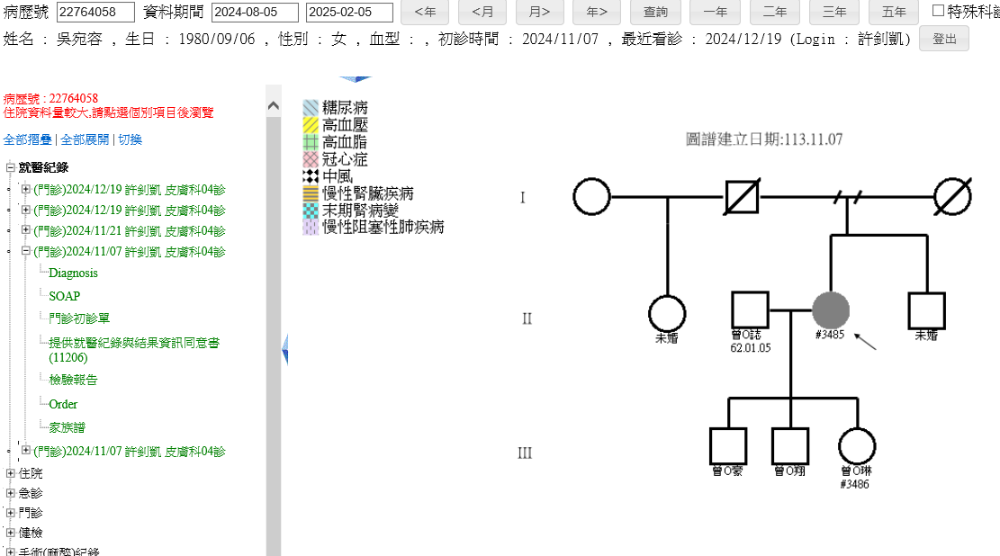 病歷號 22764058 資料期間 2024-08-05 2025-02-05 <年 <月 月> 年> 查詢 一年 二年 三年 五年 特殊科
姓名 : 吳宛容 , 生日 : 1980/09/06 , 性別 : 女 , 血型 : , 初診時間 : 2024/11/07 , 最近看診 : 2024/12/19 (Login : 許釗凱) 登出
病歷號 : 22764058
住院資料量較大,請點選個別項目後瀏覽
全部摺疊 | 全部展開 | 切換
就醫紀錄
(門診)2024/12/19 許釗凱 皮膚科04診
(門診)2024/12/19 許釗凱 皮膚科04診
(門診)2024/11/21 許釗凱 皮膚科04診
(門診)2024/11/07 許釗凱 皮膚科04診
Diagnosis
SOAP
門診初診單
提供就醫紀錄與結果資訊同意書
(11206)
檢驗報告
Order
家族譜
(門診)2024/11/07 許釗凱 皮膚科04診
住院
急診
門診
健檢
手術(麻醉)紀錄
糖尿病
高血壓
高血脂
冠心症
中風
慢性腎臟疾病
末期腎病變
慢性阻塞性肺疾病
圖譜建立日期:113.11.07
I
II
未婚
曾O誌
62.01.05
#3485
未婚
III
曾O豪
曾O翔
曾O琳
#3486